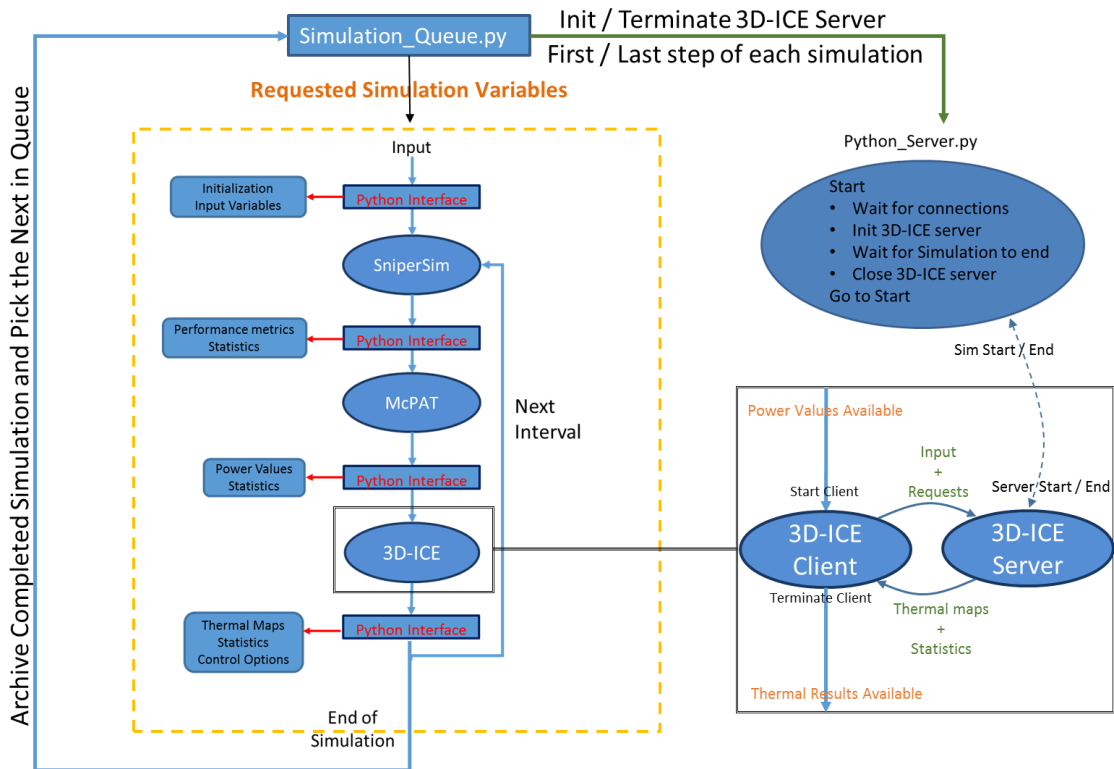 Simulation_Queue.py
Init / Terminate 3D-ICE Server
First / Last step of each simulation
Archive Completed Simulation and Pick the Next in Queue
Requested Simulation Variables
Input
Initialization
Input Variables
Python Interface
SniperSim
Performance metrics
Statistics
Python Interface
McPAT
Next
Interval
Power Values
Statistics
Python Interface
3D-ICE
Thermal Maps
Statistics
Control Options
Python Interface
End of
Simulation
Python_Server.py
Start
• Wait for connections
• Init 3D-ICE server
• Wait for Simulation to end
• Close 3D-ICE server
Go to Start
Sim Start / End
Power Values Available
Input
+
Requests
Start Client
Server Start / End
3D-ICE
Client
3D-ICE
Server
Terminate Client
Thermal maps
+
Statistics
Thermal Results Available